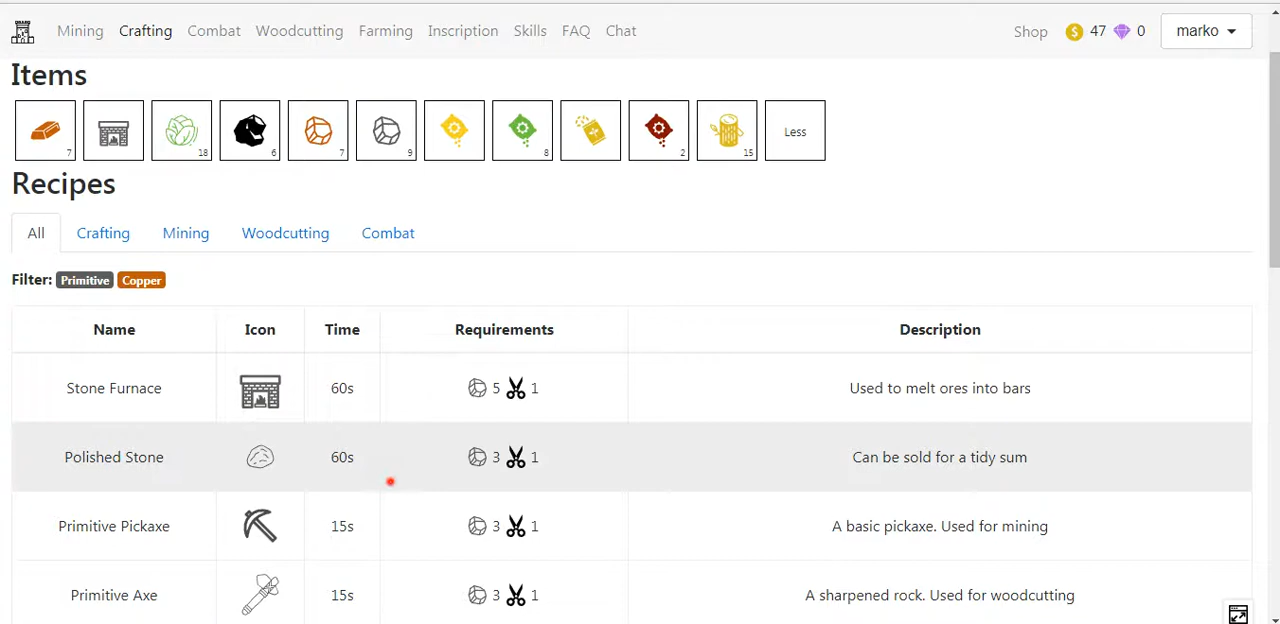 Mining Crafting Combat Woodcutting Farming Inscription Skills FAQ Chat Shop 47 0 marko
Items
7 18 6 7 9 8 2 15 Less
Recipes
All Crafting Mining Woodcutting Combat
Filter: Primitive Copper
Name Icon Time Requirements Description
Stone Furnace 60s 5 1 Used to melt ores into bars
Polished Stone 60s 3 1 Can be sold for a tidy sum
Primitive Pickaxe 15s 3 1 A basic pickaxe. Used for mining
Primitive Axe 15s 3 1 A sharpened rock. Used for woodcutting